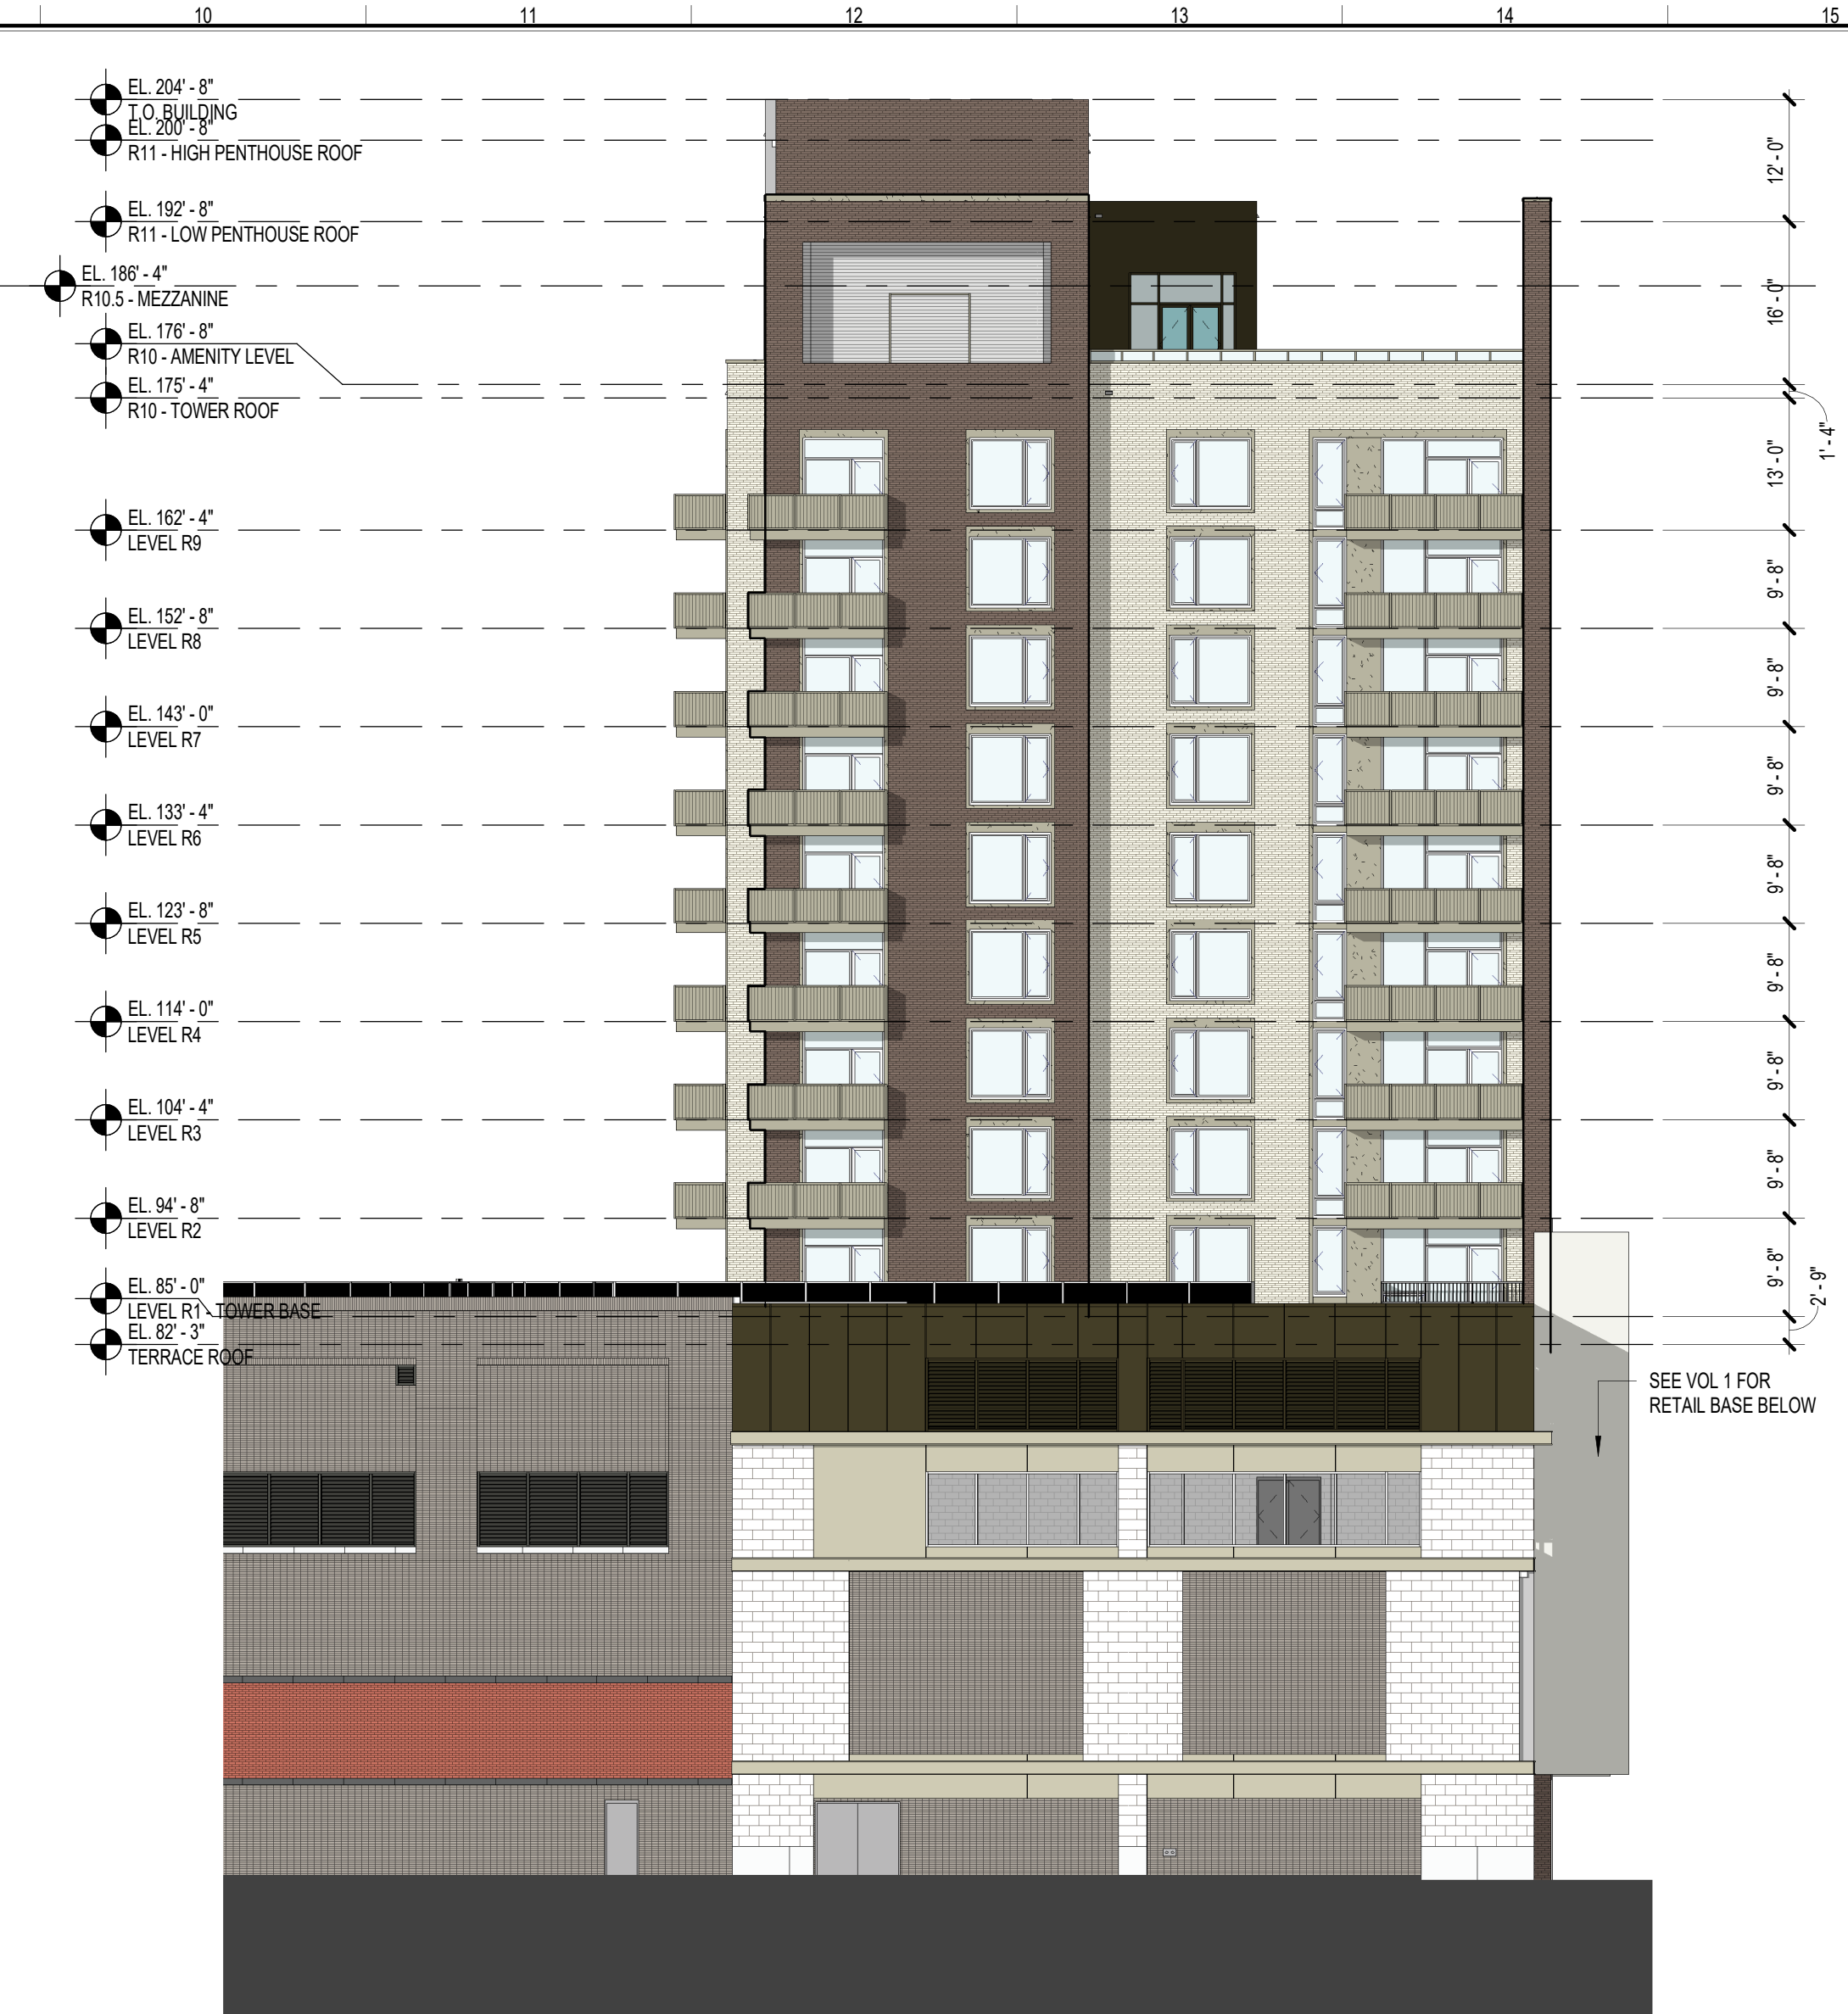 10 11 12 13 14 15
EL. 204' - 8"
T.O. BUILDING
EL. 200' - 8"
R11 - HIGH PENTHOUSE ROOF
12' - 0"
EL. 192' - 8"
R11 - LOW PENTHOUSE ROOF
EL. 186' - 4"
R10.5 - MEZZANINE
16' - 0"
EL. 176' - 8"
R10 - AMENITY LEVEL
EL. 175' - 4"
R10 - TOWER ROOF
1' - 4"
13' - 0"
EL. 162' - 4"
LEVEL R9
9' - 8"
EL. 152' - 8"
LEVEL R8
9' - 8"
EL. 143' - 0"
LEVEL R7
9' - 8"
EL. 133' - 4"
LEVEL R6
9' - 8"
EL. 123' - 8"
LEVEL R5
9' - 8"
EL. 114' - 0"
LEVEL R4
9' - 8"
EL. 104' - 4"
LEVEL R3
9' - 8"
EL. 94' - 8"
LEVEL R2
9' - 8"
EL. 85' - 0"
LEVEL R1 - TOWER BASE
2' - 9"
EL. 82' - 3"
TERRACE ROOF
SEE VOL 1 FOR
RETAIL BASE BELOW